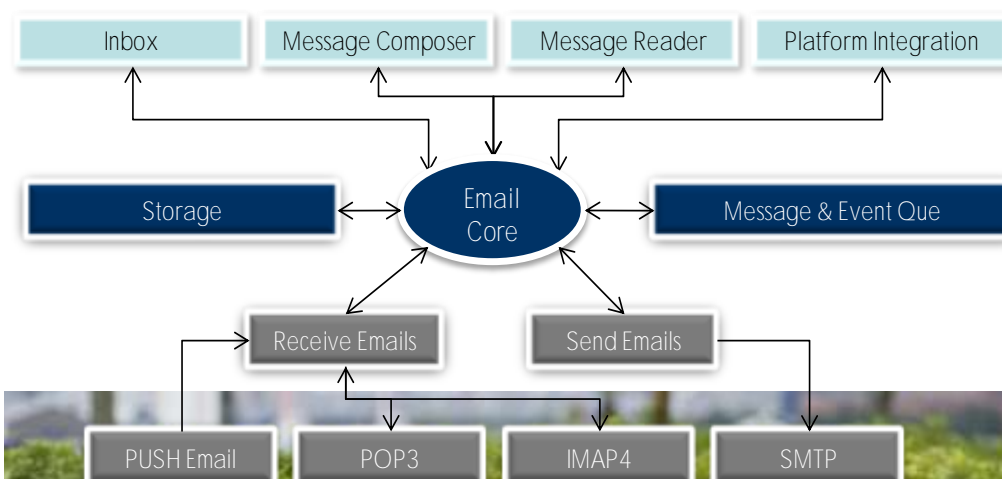 Inbox
Message Composer
Message Reader
Platform Integration
Storage
Email
Core
Message & Event Que
Receive Emails
Send Emails
PUSH Email
POP3
IMAP4
SMTP